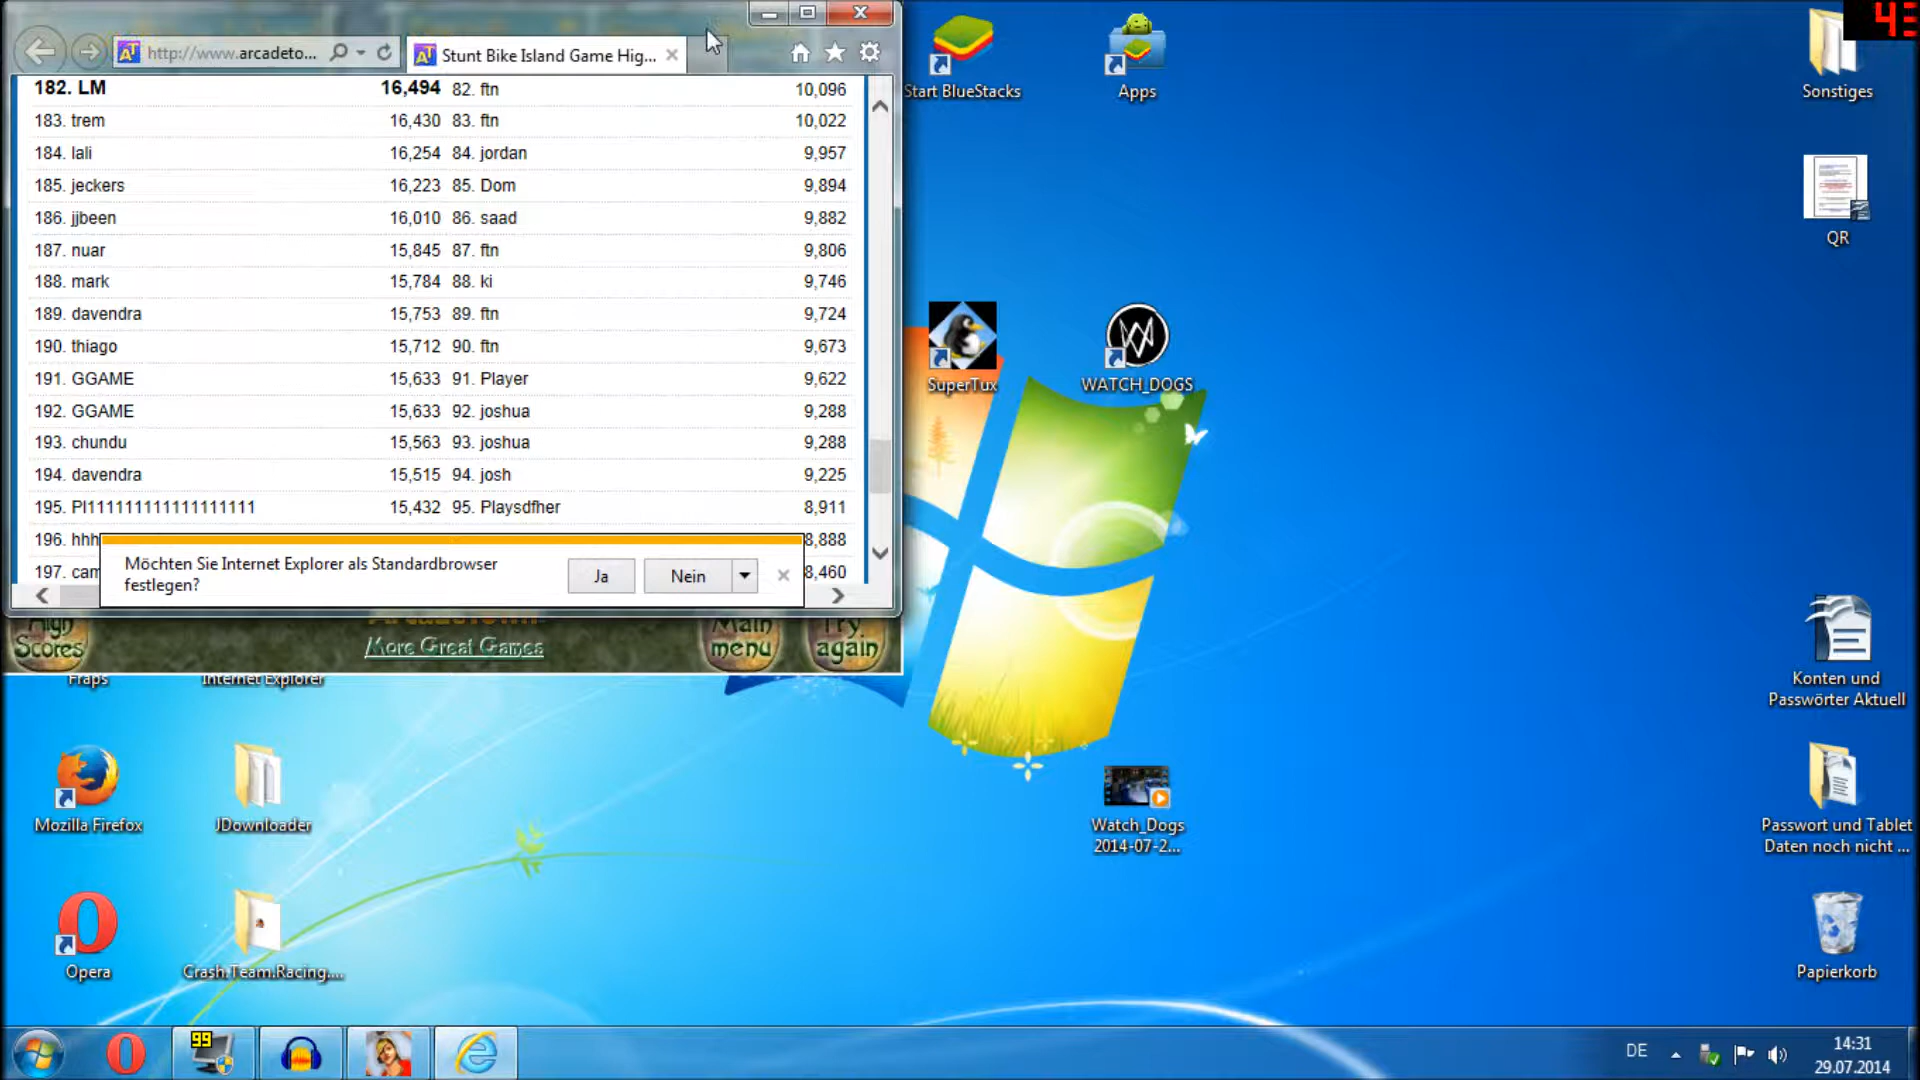 http://www.arcadeto...
Stunt Bike Island Game Hig...
182. LM 16,494 82. ftn 10,096
183. trem 16,430 83. ftn 10,022
184. lali 16,254 84. jordan 9,957
185. jeckers 16,223 85. Dom 9,894
186. jjbeen 16,010 86. saad 9,882
187. nuar 15,845 87. ftn 9,806
188. mark 15,784 88. ki 9,746
189. davendra 15,753 89. ftn 9,724
190. thiago 15,712 90. ftn 9,673
191. GGAME 15,633 91. Player 9,622
192. GGAME 15,633 92. joshua 9,288
193. chundu 15,563 93. joshua 9,288
194. davendra 15,515 94. josh 9,225
195. Pl1111111111111111111 15,432 95. Playsdfher 8,911
196. hhh 8,888
197. cam 8,460
Möchten Sie Internet Explorer als Standardbrowser
festlegen?
Ja
Nein
High
Scores
More Great Games
Main
menu
Try
again
Fraps
Internet Explorer
Mozilla Firefox
JDownloader
Opera
Crash.Team.Racing....
Start BlueStacks
Apps
SuperTux
WATCH_DOGS
Watch_Dogs
2014-07-2...
Sonstiges
QR
Konten und
Passwörter Aktuell
Passwort und Tablet
Daten noch nicht ...
Papierkorb
99
DE
14:31
29.07.2014